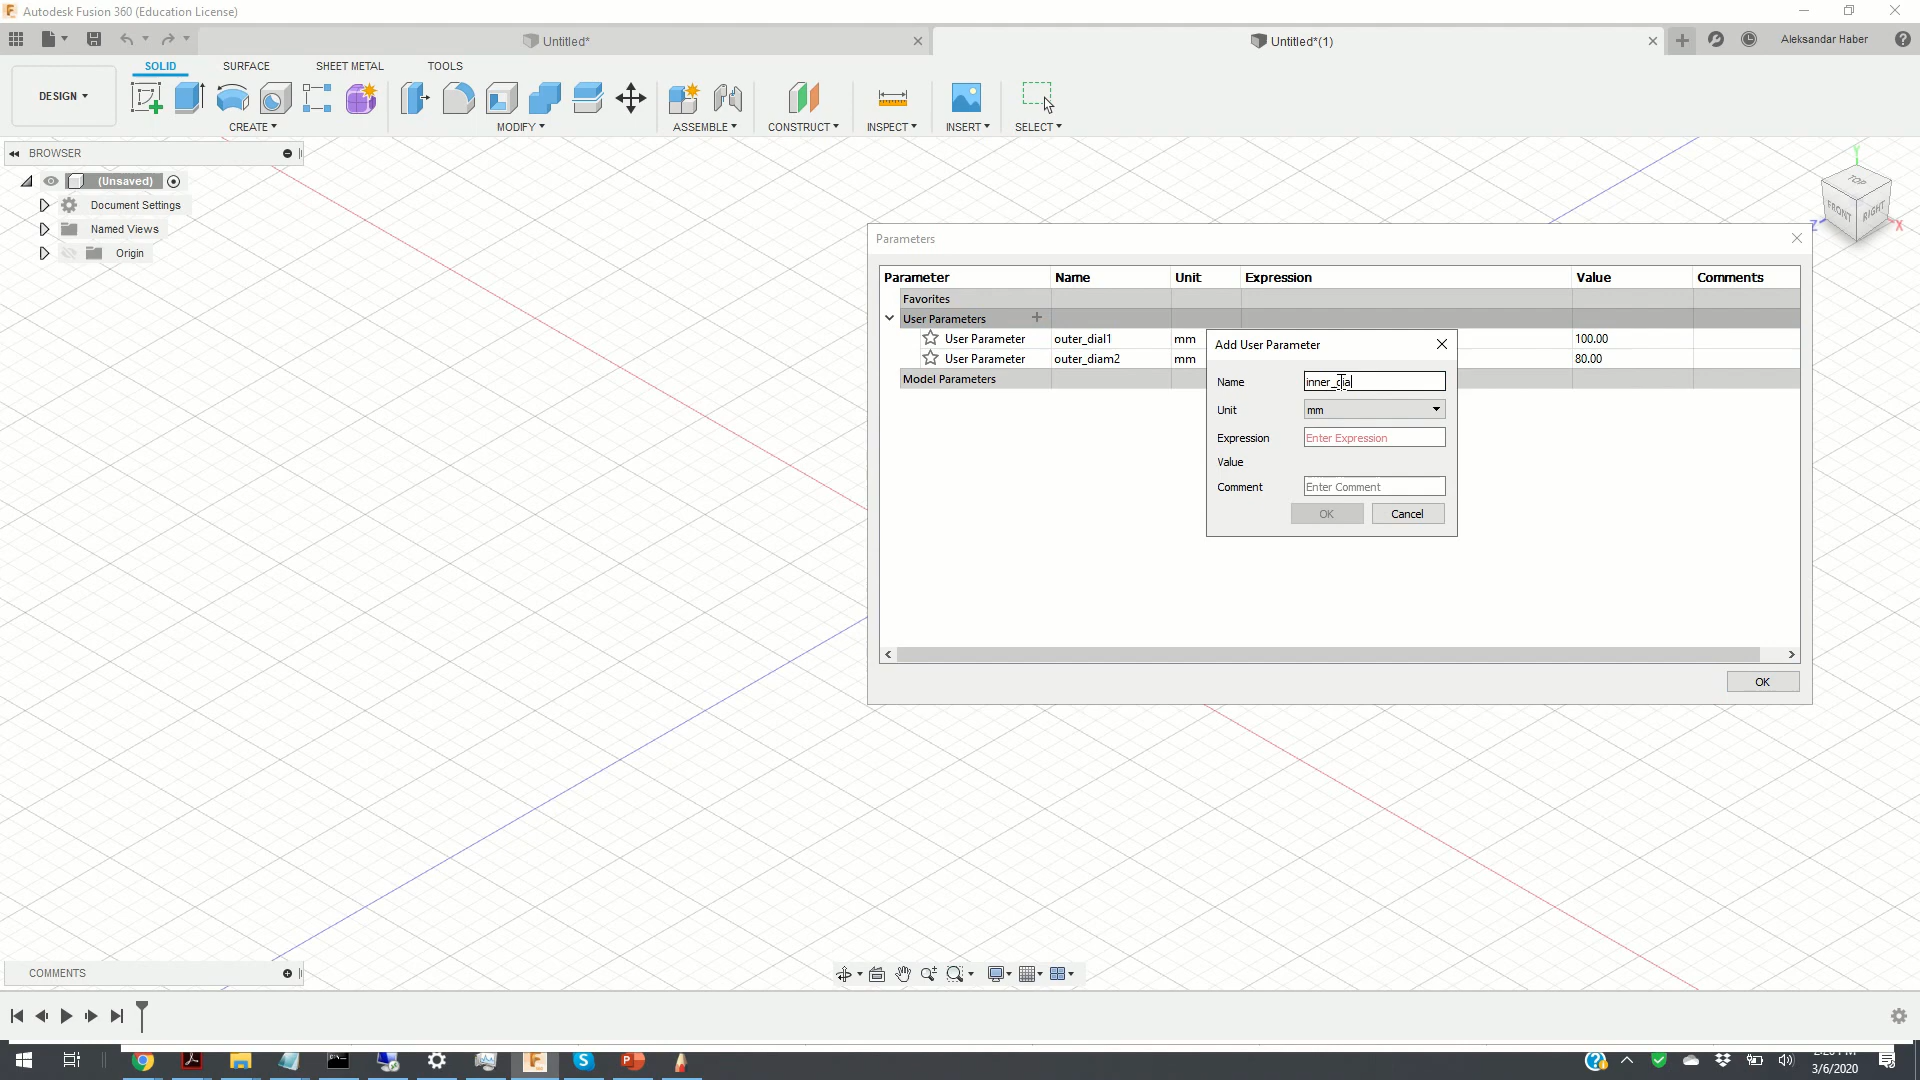 Autodesk Fusion 360 (Education License)
Untitled*
Untitled*(1)
Aleksandar Haber
DESIGN
SOLID
SURFACE
SHEET METAL
TOOLS
CREATE
MODIFY
ASSEMBLE
CONSTRUCT
INSPECT
INSERT
SELECT
BROWSER
(Unsaved)
Document Settings
Named Views
Origin
TOP
FRONT
RIGHT
Y
Z
X
Parameters
Parameter Name Unit Expression Value Comments
Favorites
User Parameters
User Parameter outer_dial1 mm 100.00
User Parameter outer_diam2 mm 80.00
Model Parameters
Add User Parameter
Name inner_dia
Unit mm
Expression Enter Expression
Value
Comment Enter Comment
OK Cancel
OK
COMMENTS
3/6/2020